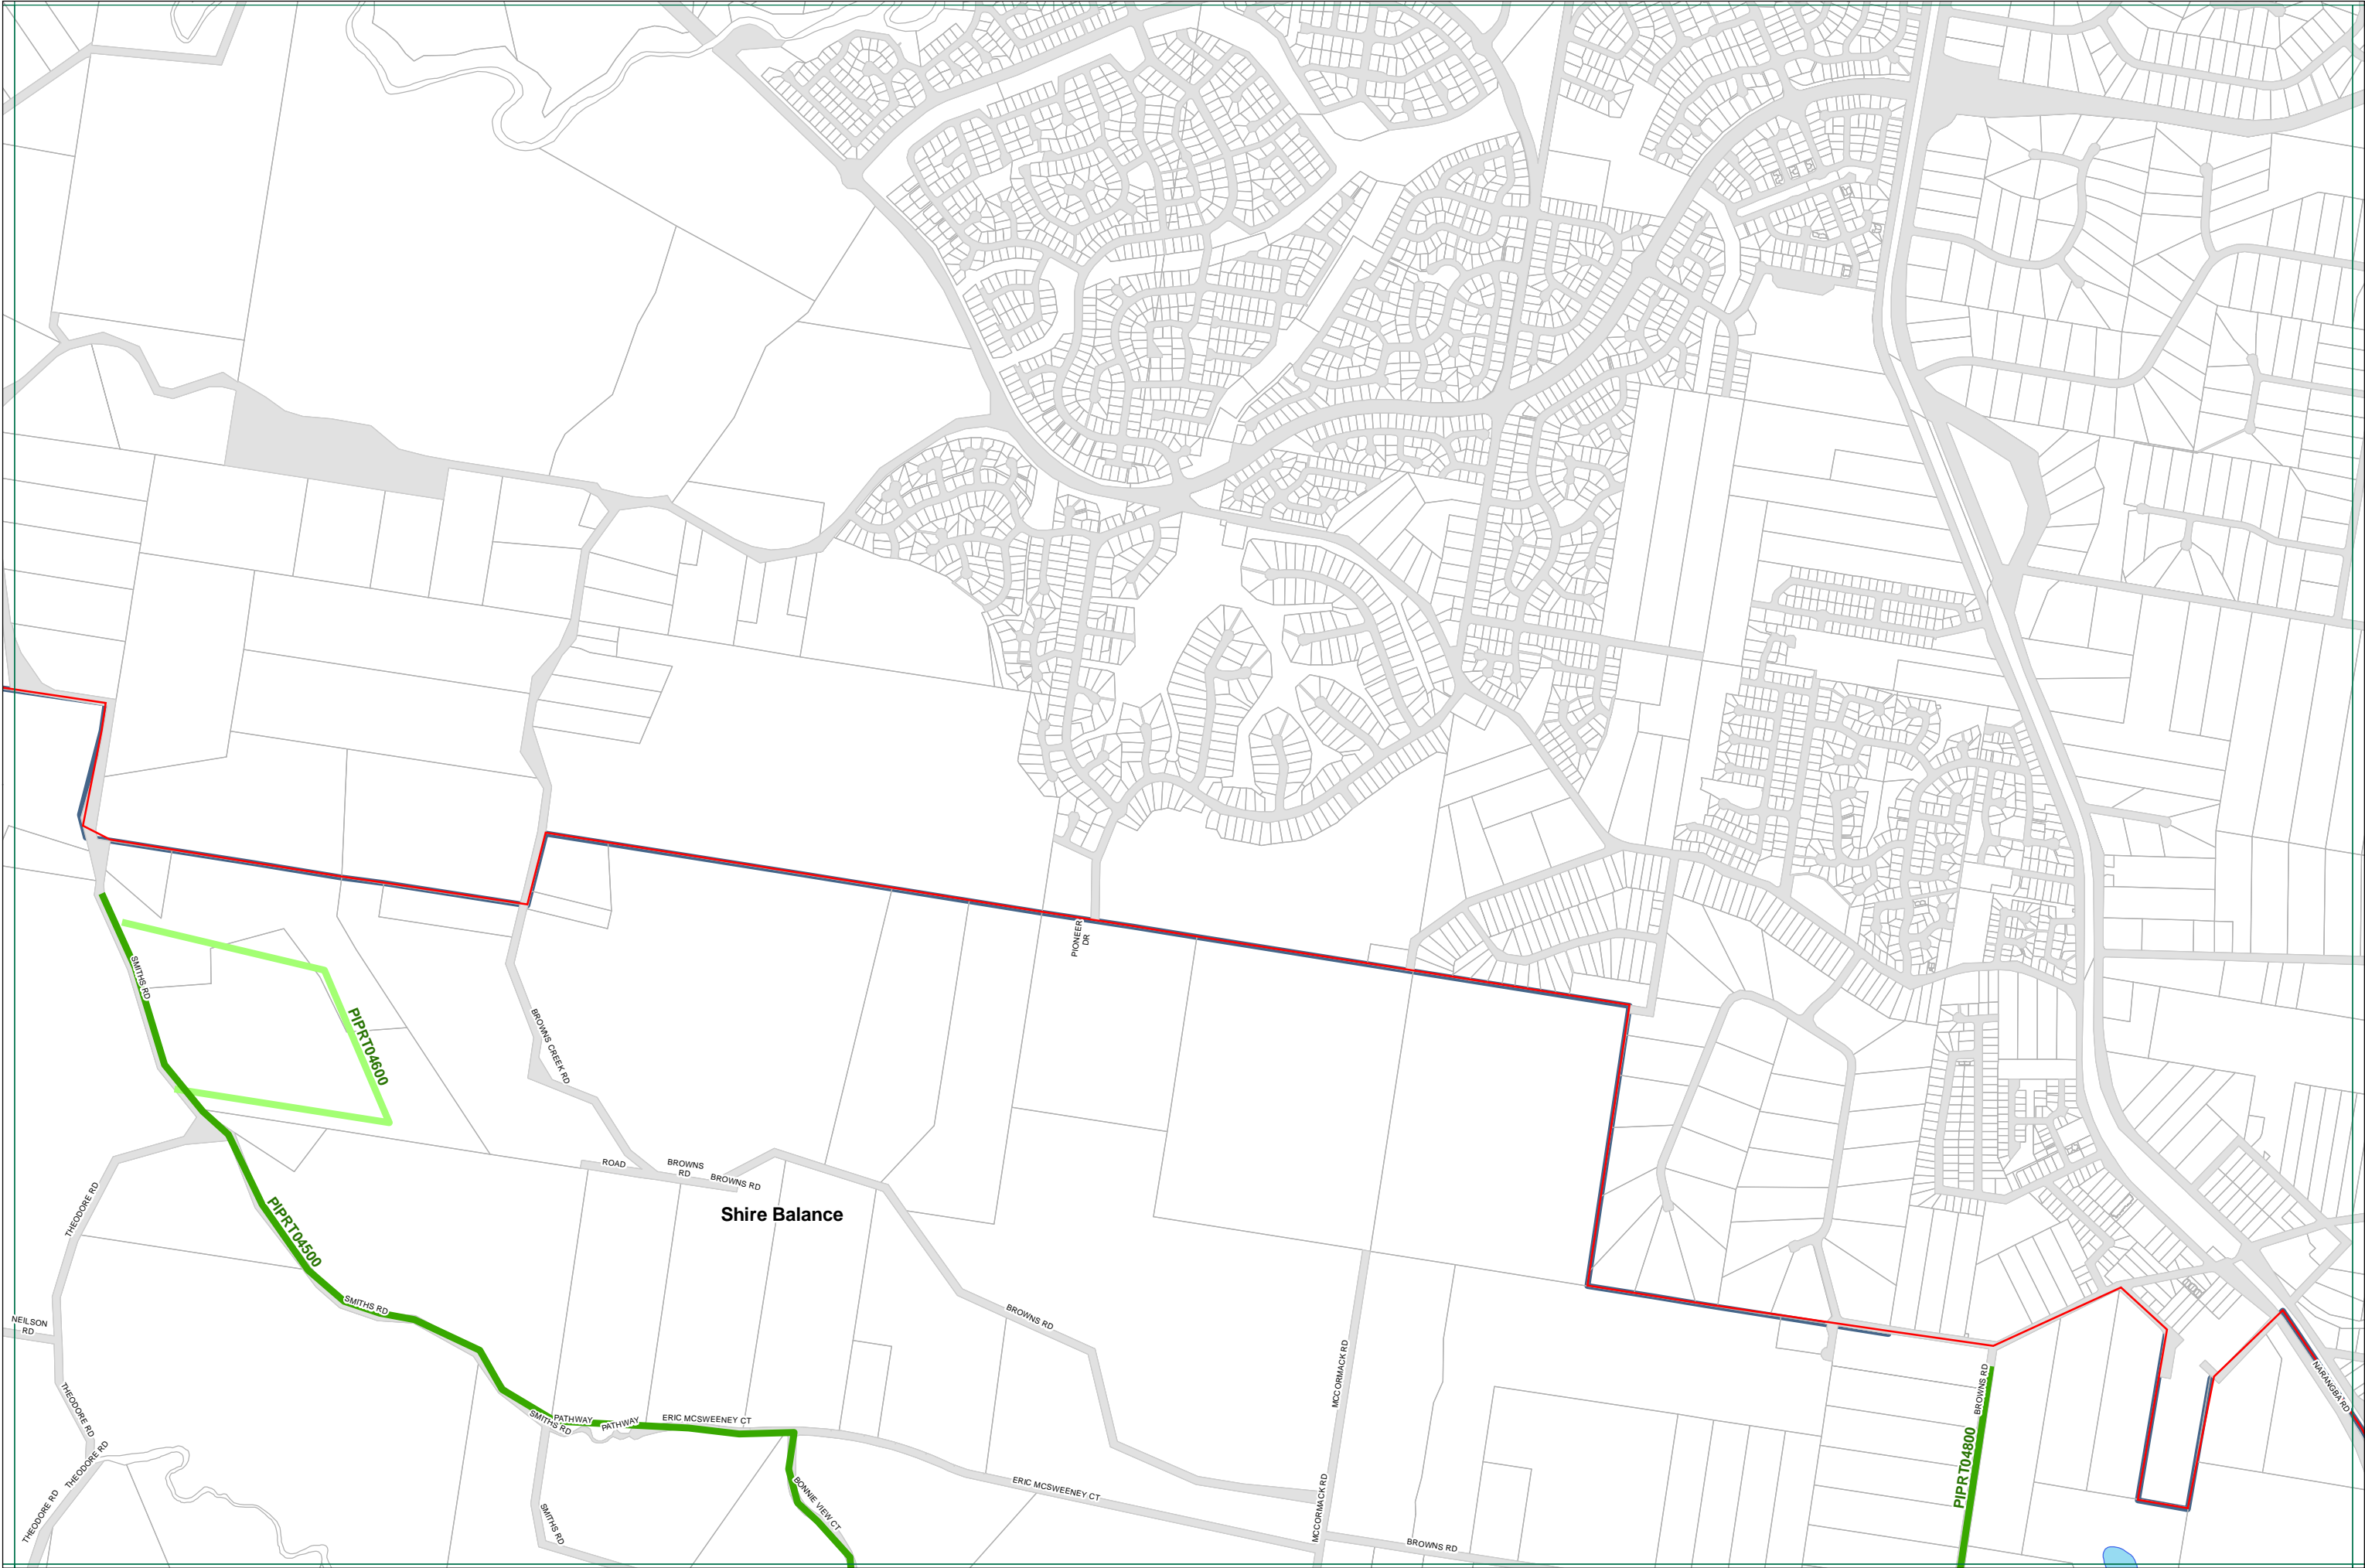 PIONEER
DR
SMITHS RD
PIPRT04600
BROWNS CREEK RD
ROAD
BROWNS
RD
BROWNS RD
THEODORE RD
Shire Balance
PIPRT04500
SMITHS RD
BROWNS RD
NEILSON
RD
MCCORMACK RD
BROWNS RD
NARANGBA RD
THEODORE RD
SMITHS RD
PATHWAY
PATHWAY
ERIC MCSWEENEY CT
PIPRT04800
THEODORE RD
BONNIE VIEW CT
ERIC MCSWEENEY CT
MCCORMACK RD
THEODORE RD
SMITHS RD
BROWNS RD